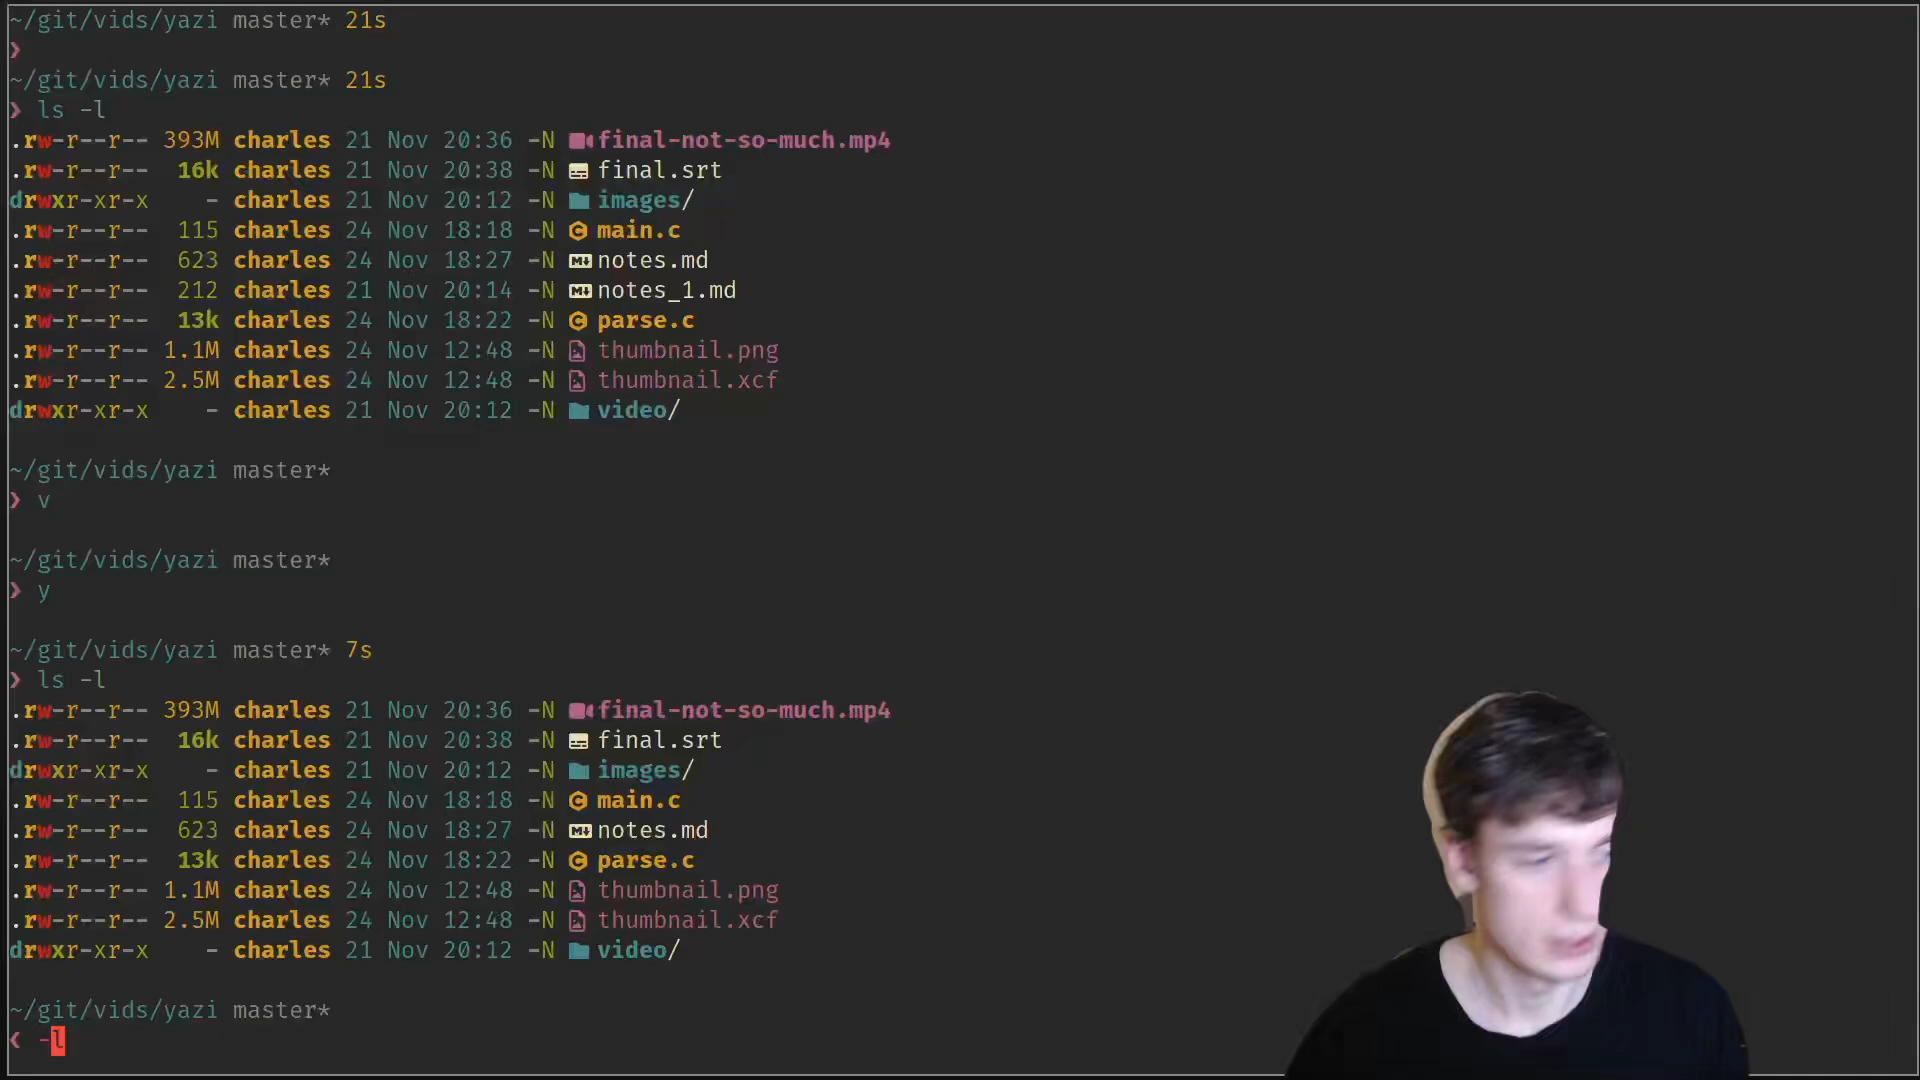 ~/git/vids/yazi master* 21s
❯
~/git/vids/yazi master* 21s
❯ ls -l
.rw-r--r-- 393M charles 21 Nov 20:36 -N final-not-so-much.mp4
.rw-r--r-- 16k charles 21 Nov 20:38 -N final.srt
drwxr-xr-x - charles 21 Nov 20:12 -N images/
.rw-r--r-- 115 charles 24 Nov 18:18 -N main.c
.rw-r--r-- 623 charles 24 Nov 18:27 -N notes.md
.rw-r--r-- 212 charles 21 Nov 20:14 -N notes_1.md
.rw-r--r-- 13k charles 24 Nov 18:22 -N parse.c
.rw-r--r-- 1.1M charles 24 Nov 12:48 -N thumbnail.png
.rw-r--r-- 2.5M charles 24 Nov 12:48 -N thumbnail.xcf
drwxr-xr-x - charles 21 Nov 20:12 -N video/
~/git/vids/yazi master*
❯ v
~/git/vids/yazi master*
❯ y
~/git/vids/yazi master* 7s
❯ ls -l
.rw-r--r-- 393M charles 21 Nov 20:36 -N final-not-so-much.mp4
.rw-r--r-- 16k charles 21 Nov 20:38 -N final.srt
drwxr-xr-x - charles 21 Nov 20:12 -N images/
.rw-r--r-- 115 charles 24 Nov 18:18 -N main.c
.rw-r--r-- 623 charles 24 Nov 18:27 -N notes.md
.rw-r--r-- 13k charles 24 Nov 18:22 -N parse.c
.rw-r--r-- 1.1M charles 24 Nov 12:48 -N thumbnail.png
.rw-r--r-- 2.5M charles 24 Nov 12:48 -N thumbnail.xcf
drwxr-xr-x - charles 21 Nov 20:12 -N video/
~/git/vids/yazi master*
❮ -l